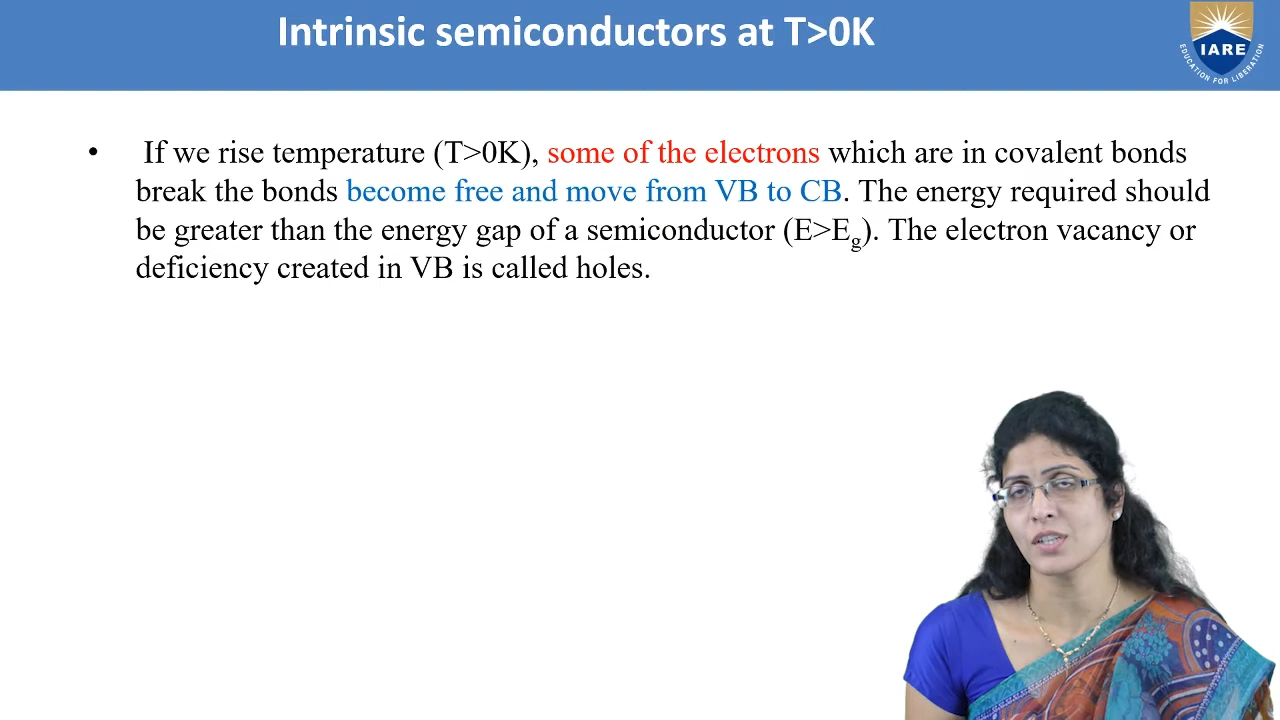 Intrinsic semiconductors at T>0K
IARE
EDUCATION FOR LIBERATION
• If we rise temperature (T>0K), some of the electrons which are in covalent bonds
break the bonds become free and move from VB to CB. The energy required should
be greater than the energy gap of a semiconductor (E>Eg). The electron vacancy or
deficiency created in VB is called holes.